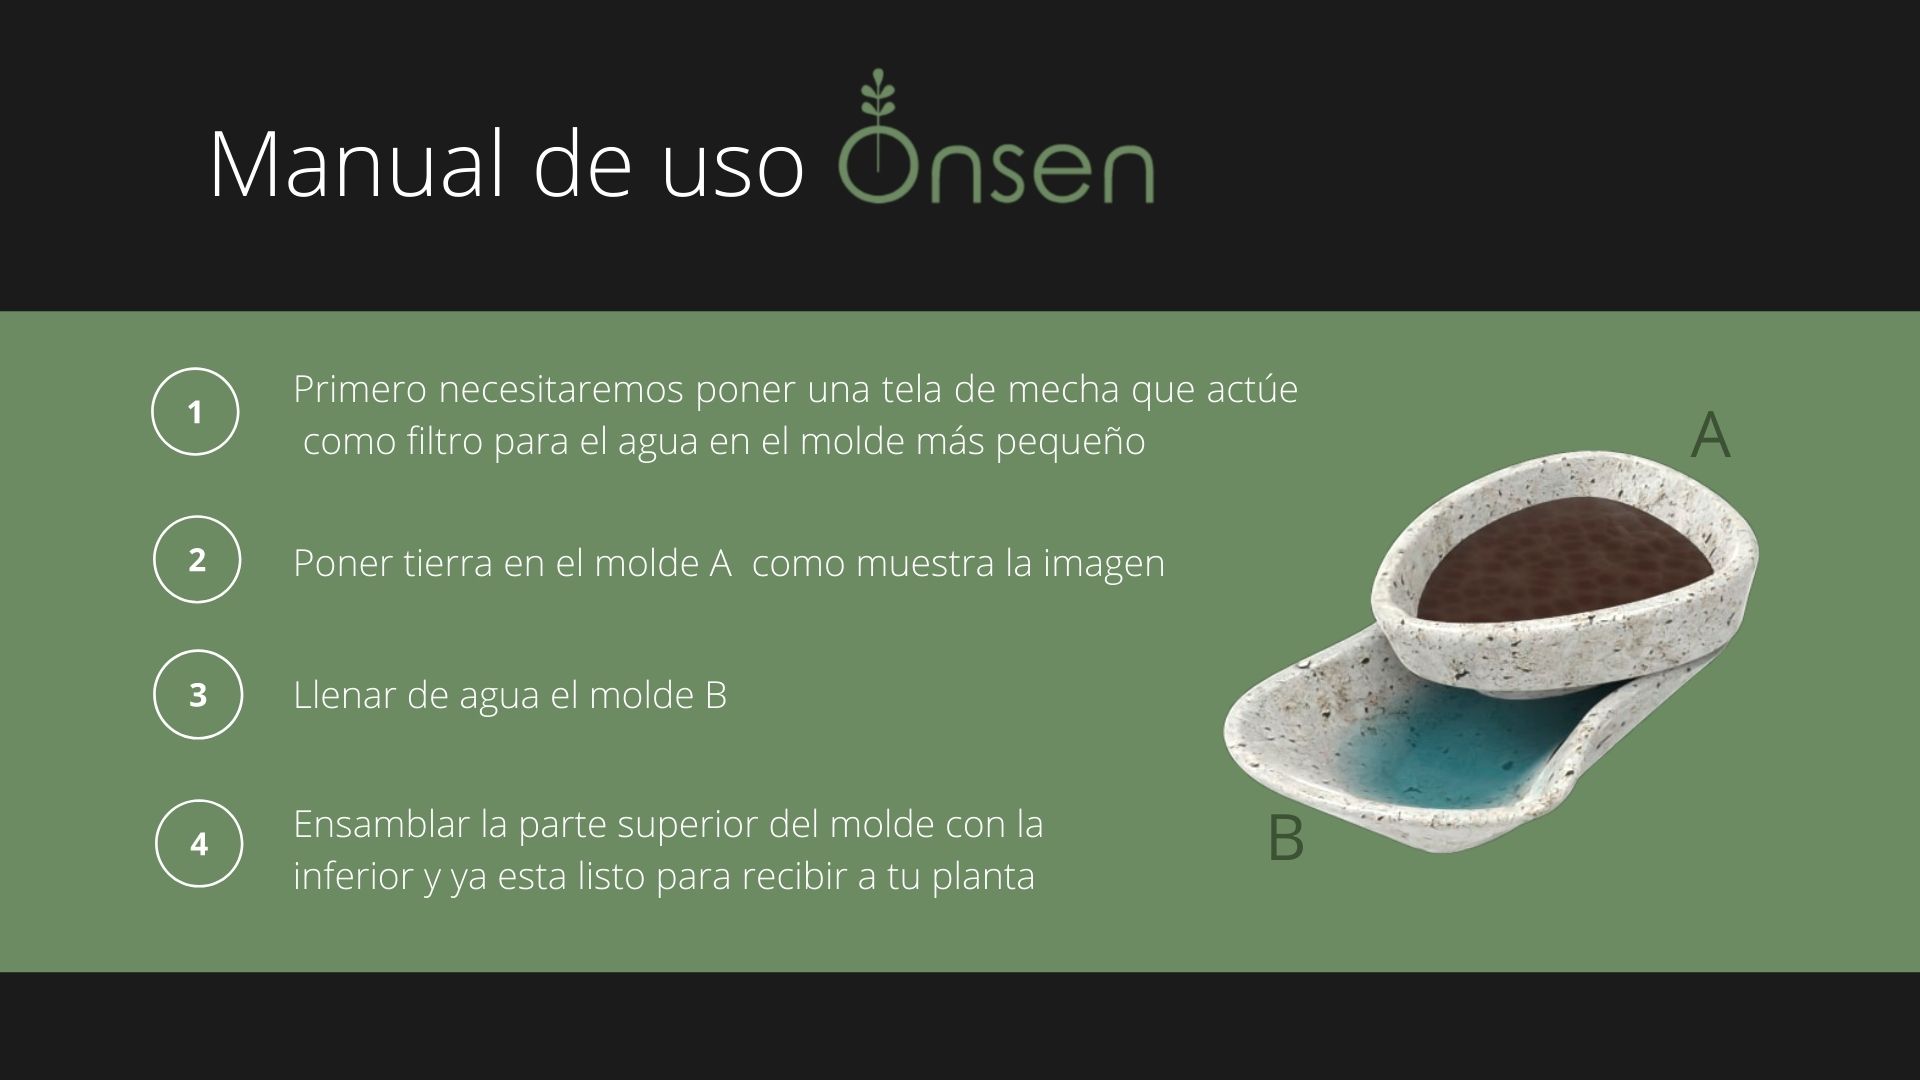 Manual de uso Onsen
1
Primero necesitaremos poner una tela de mecha que actúe
como filtro para el agua en el molde más pequeño
A
2
Poner tierra en el molde A como muestra la imagen
3
Llenar de agua el molde B
4
Ensamblar la parte superior del molde con la
inferior y ya esta listo para recibir a tu planta
B